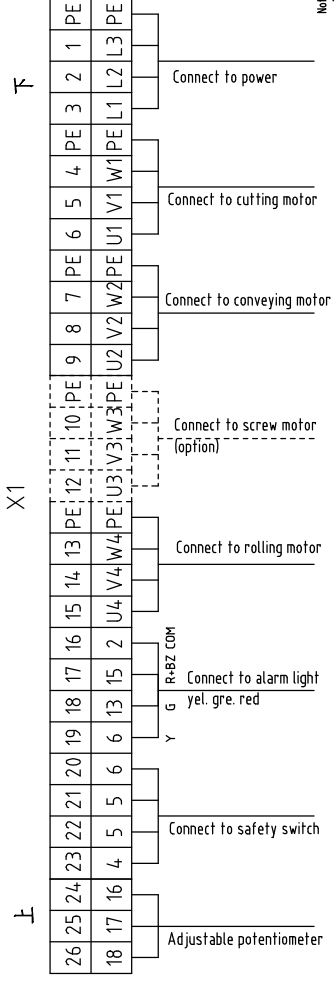 下
X1
上
PE PE
1 L3
2 L2
3 L1
Connect to power
PE PE
4 W1
5 V1
6 U1
Connect to cutting motor
PE PE
7 W2
8 V2
9 U2
Connect to conveying motor
PE PE
10 W3
11 V3
12 U3
Connect to screw motor
(option)
PE PE
13 W4
14 V4
15 U4
Connect to rolling motor
16 2 COM
17 15 R+BZ
18 13 G
19 6 Y
Connect to alarm light
yel. gre. red
20 6
21 5
22 5
23 4
Connect to safety switch
24 16
25 17
26 18
Adjustable potentiometer